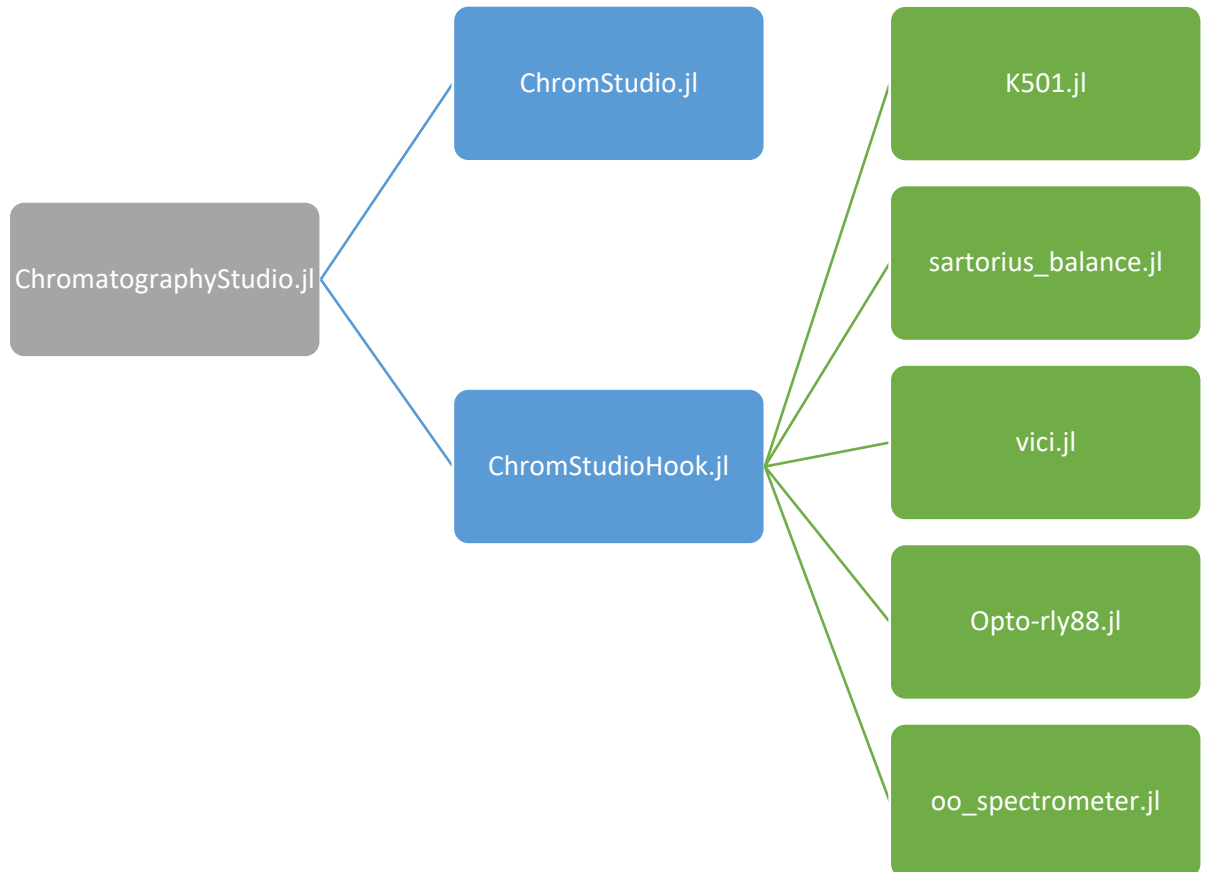 ChromStudio.jl
K501.jl
sartorius_balance.jl
ChromatographyStudio.jl
vici.jl
ChromStudioHook.jl
Opto-rly88.jl
oo_spectrometer.jl